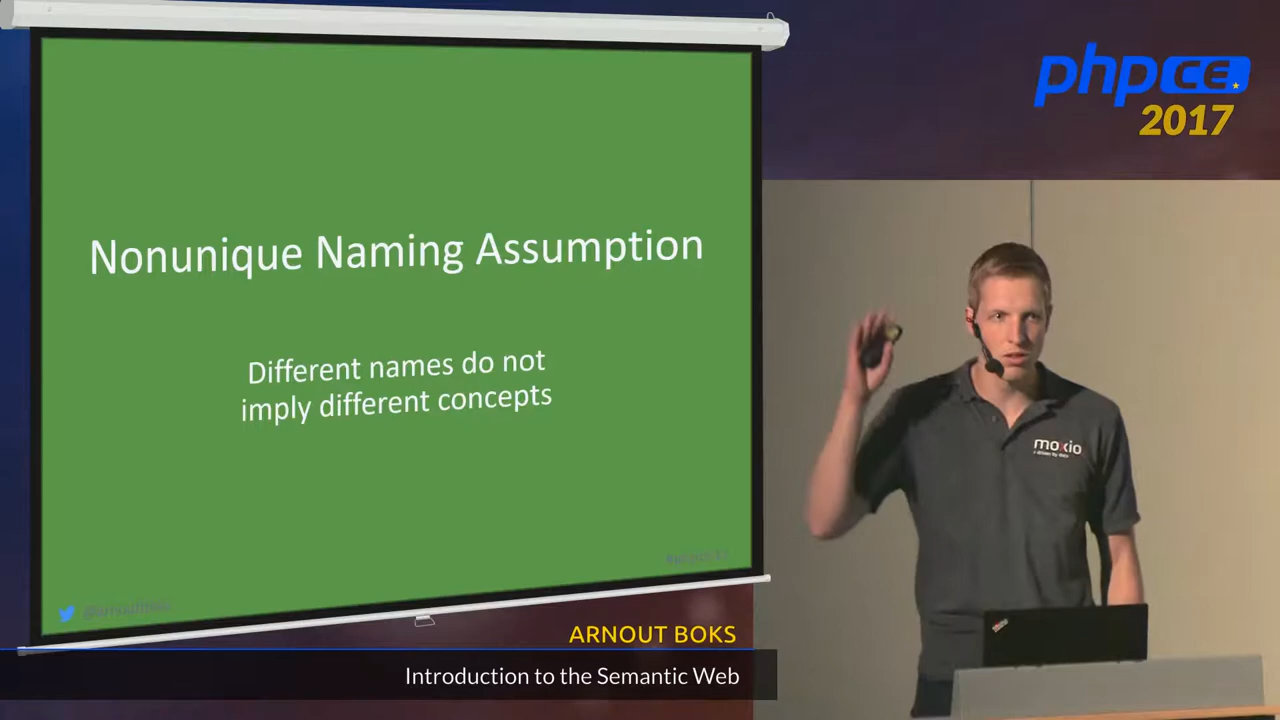 phpCE
2017
Nonunique Naming Assumption
Different names do not
imply different concepts
moxio
ARNOUT BOKS
Introduction to the Semantic Web